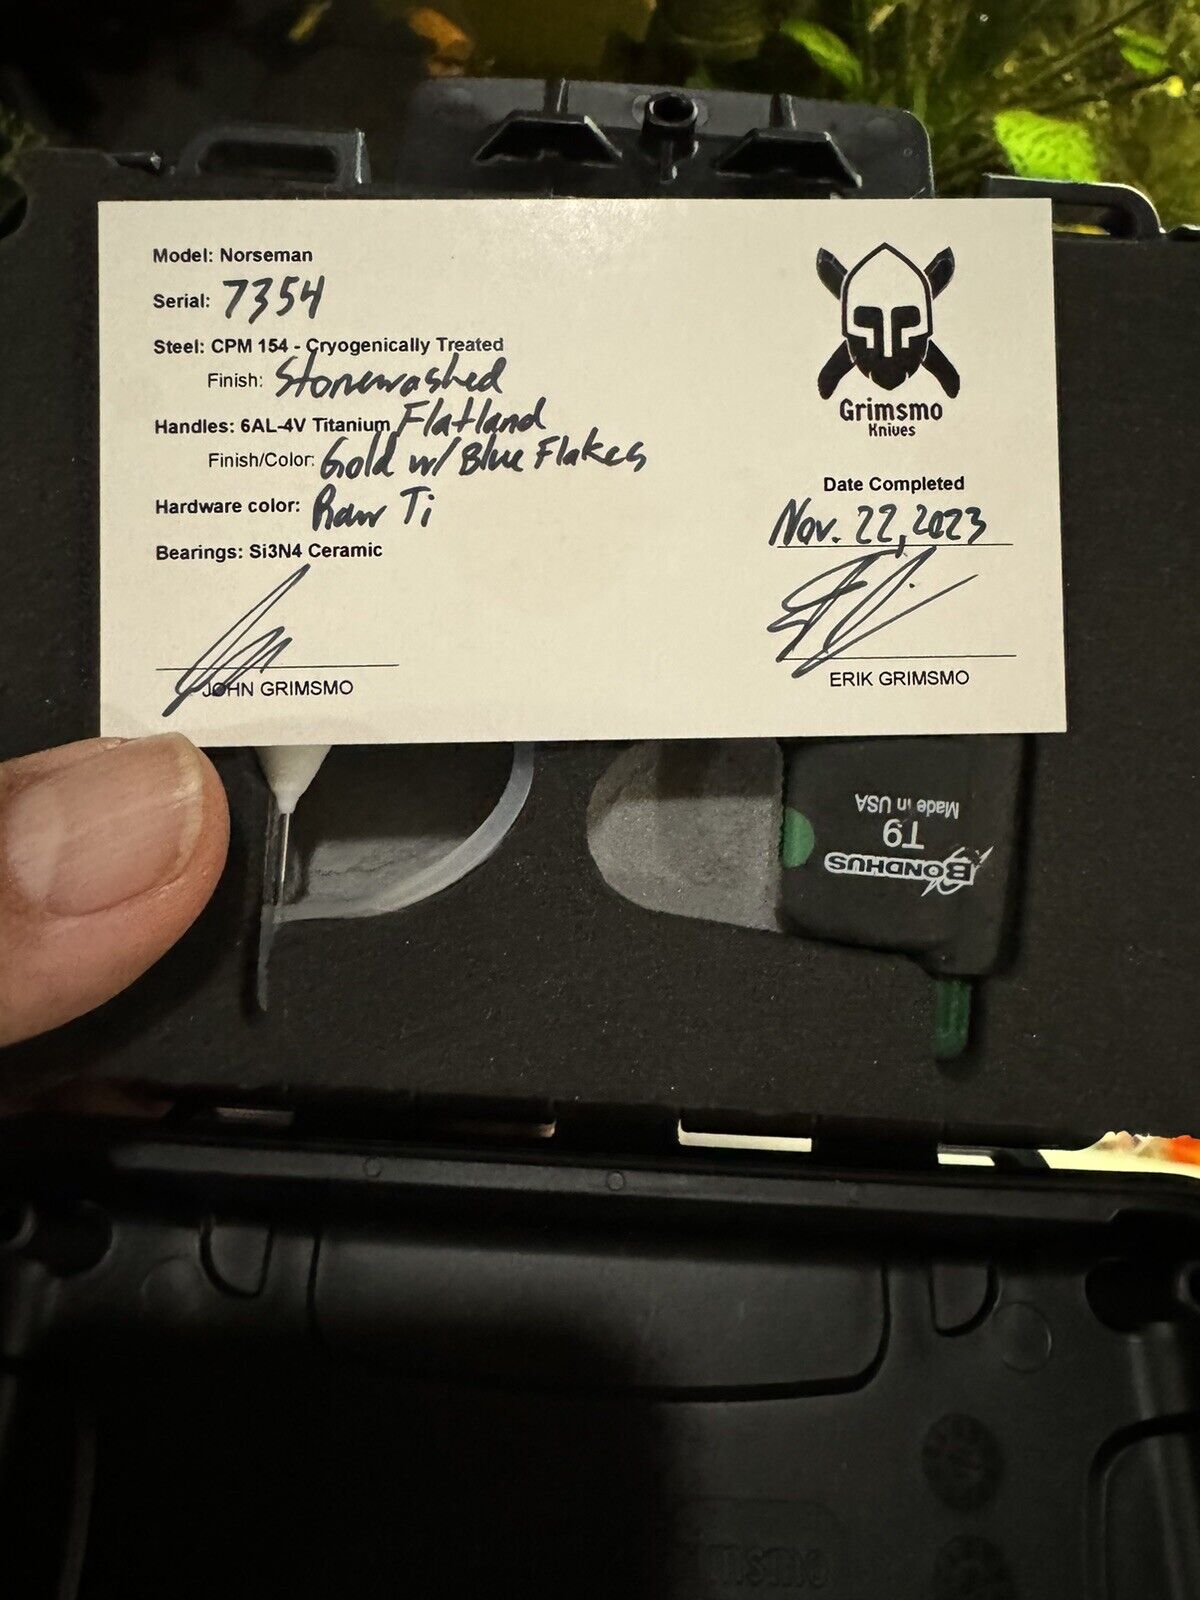 Model: Norseman
Serial: 7354
Steel: CPM 154 - Cryogenically Treated
Finish: Stonewashed
Handles: 6AL-4V Titanium Flatland
Finish/Color: Gold w/ Blue Flakes
Hardware color: Raw Ti
Bearings: Si3N4 Ceramic
JOHN GRIMSMO
Grimsmo
Knives
Date Completed
Nov. 22, 2023
ERIK GRIMSMO
BONDHUS
T9
Made in USA